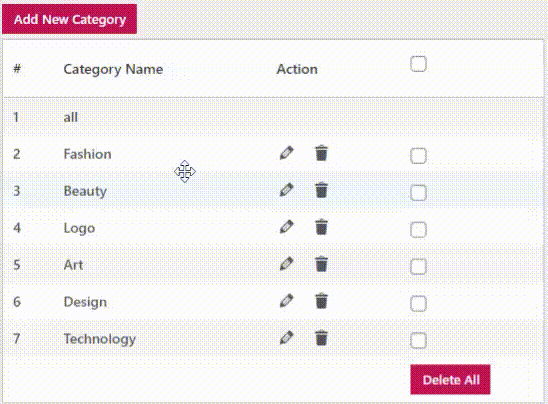 Add New Category
# Category Name Action
1 all
2 Fashion
3 Beauty
4 Logo
5 Art
6 Design
7 Technology
Delete All